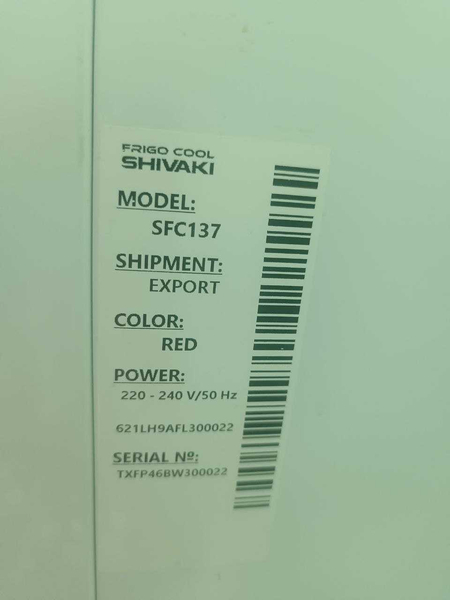 FRIGO COOL
SHIVAKI
MODEL:
SFC137
SHIPMENT:
EXPORT
COLOR:
RED
POWER:
220 - 240 V/50 Hz
621LH9AFL300022
SERIAL №:
TXFP46BW300022